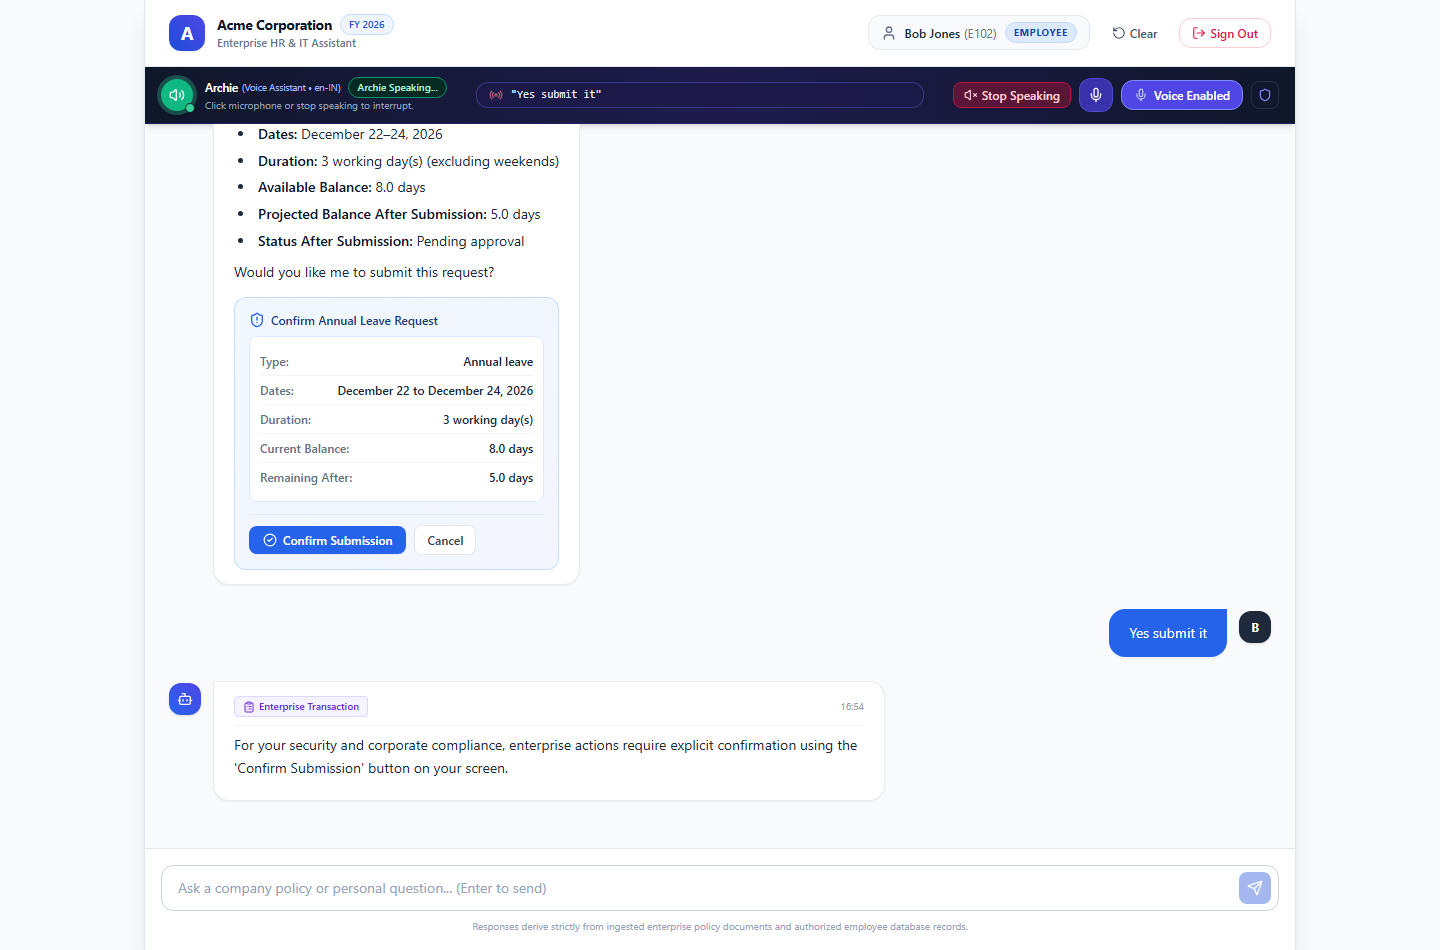 A
Acme Corporation FY 2026
Enterprise HR & IT Assistant
Bob Jones (E102) EMPLOYEE
Clear
Sign Out
Archie (Voice Assistant • en-IN) Archie Speaking...
Click microphone or stop speaking to interrupt.
"Yes submit it"
Stop Speaking
Voice Enabled
• Dates: December 22–24, 2026
• Duration: 3 working day(s) (excluding weekends)
• Available Balance: 8.0 days
• Projected Balance After Submission: 5.0 days
• Status After Submission: Pending approval
Would you like me to submit this request?
Confirm Annual Leave Request
Type: Annual leave
Dates: December 22 to December 24, 2026
Duration: 3 working day(s)
Current Balance: 8.0 days
Remaining After: 5.0 days
Confirm Submission Cancel
Yes submit it
B
Enterprise Transaction 16:54
For your security and corporate compliance, enterprise actions require explicit confirmation using the
'Confirm Submission' button on your screen.
Ask a company policy or personal question... (Enter to send)
Responses derive strictly from ingested enterprise policy documents and authorized employee database records.